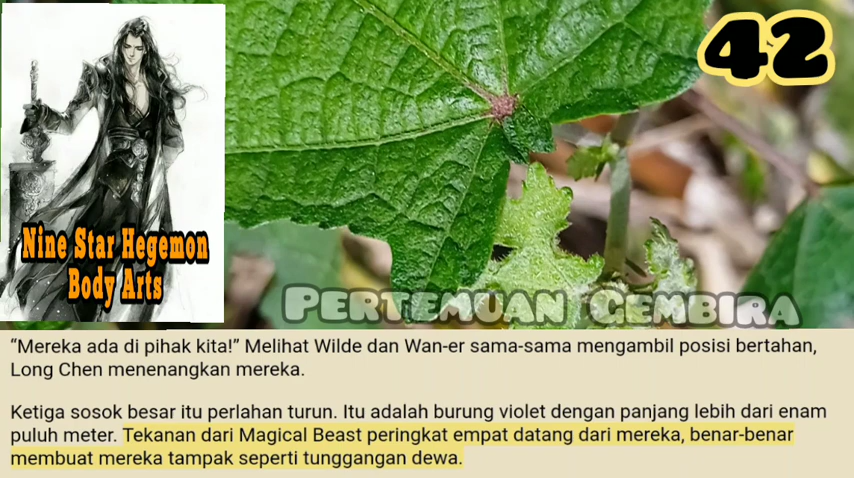 42
Nine Star Hegemon
Body Arts
PERTEMUAN GEMBIRA
“Mereka ada di pihak kita!” Melihat Wilde dan Wan-er sama-sama mengambil posisi bertahan,
Long Chen menenangkan mereka.
Ketiga sosok besar itu perlahan turun. Itu adalah burung violet dengan panjang lebih dari enam
puluh meter. Tekanan dari Magical Beast peringkat empat datang dari mereka, benar-benar
membuat mereka tampak seperti tunggangan dewa.